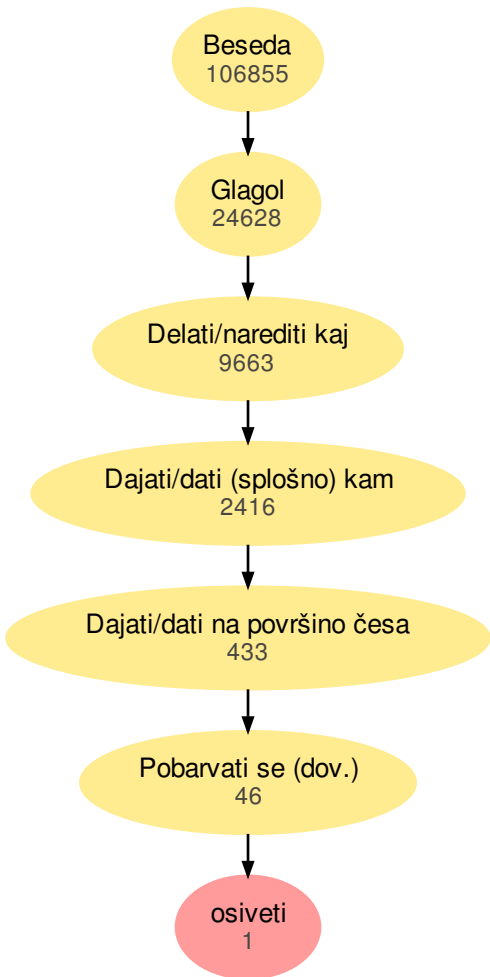 Beseda
106855
Glagol
24628
Delati/narediti kaj
9663
Dajati/dati (splošno) kam
2416
Dajati/dati na površino česa
433
Pobarvati se (dov.)
46
osiveti
1